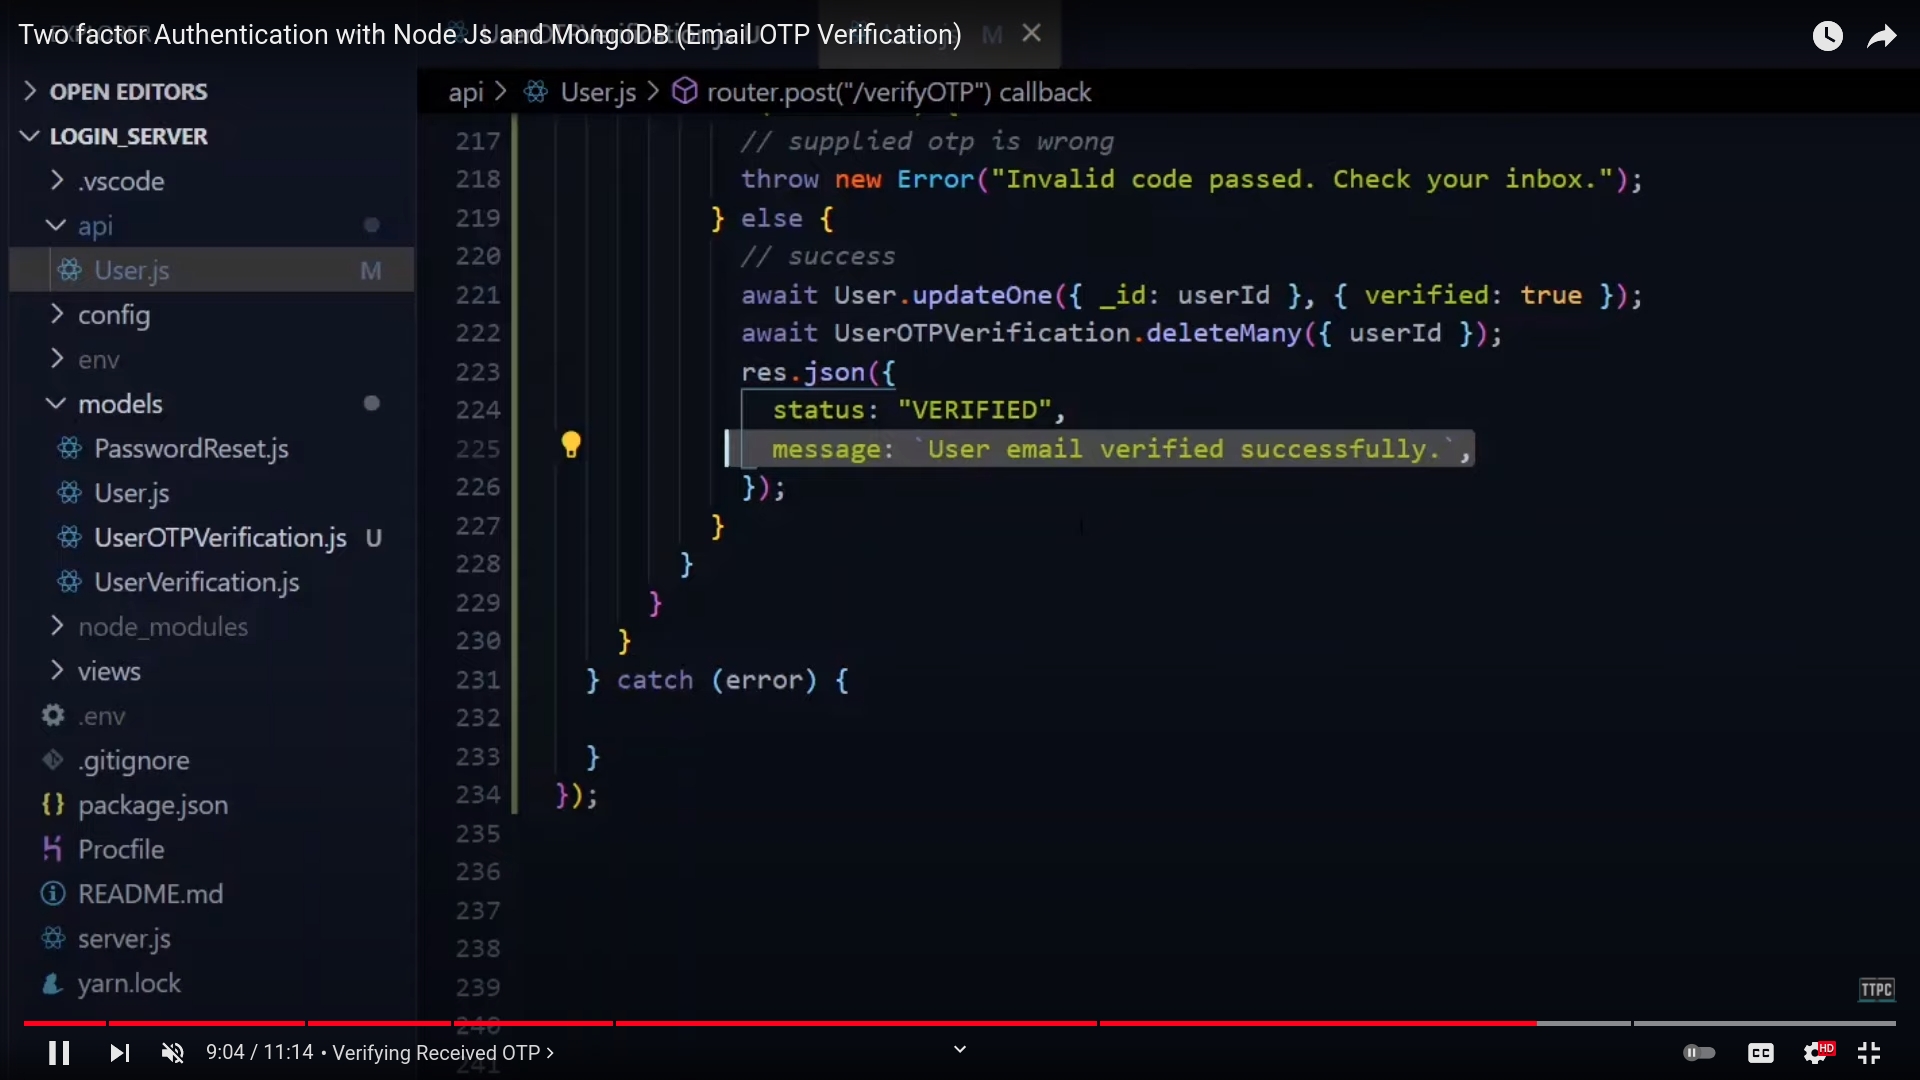 Two factor Authentication with Node Js and MongoDB (Email OTP Verification)
M
OPEN EDITORS
LOGIN_SERVER
.vscode
api
User.js M
config
env
models
PasswordReset.js
User.js
UserOTPVerification.js U
UserVerification.js
node_modules
views
.env
.gitignore
package.json
Procfile
README.md
server.js
yarn.lock
api > User.js > router.post("/verifyOTP") callback
217 // supplied otp is wrong
218 throw new Error("Invalid code passed. Check your inbox.");
219 } else {
220 // success
221 await User.updateOne({ _id: userId }, { verified: true });
222 await UserOTPVerification.deleteMany({ userId });
223 res.json({
224 status: "VERIFIED",
225 message: `User email verified successfully.`,
226 });
227 }
228 }
229 }
230 }
231 } catch (error) {
232
233 }
234 });
235
236
237
238
239
240
241
TTPC
9:04 / 11:14 • Verifying Received OTP >
CC
HD